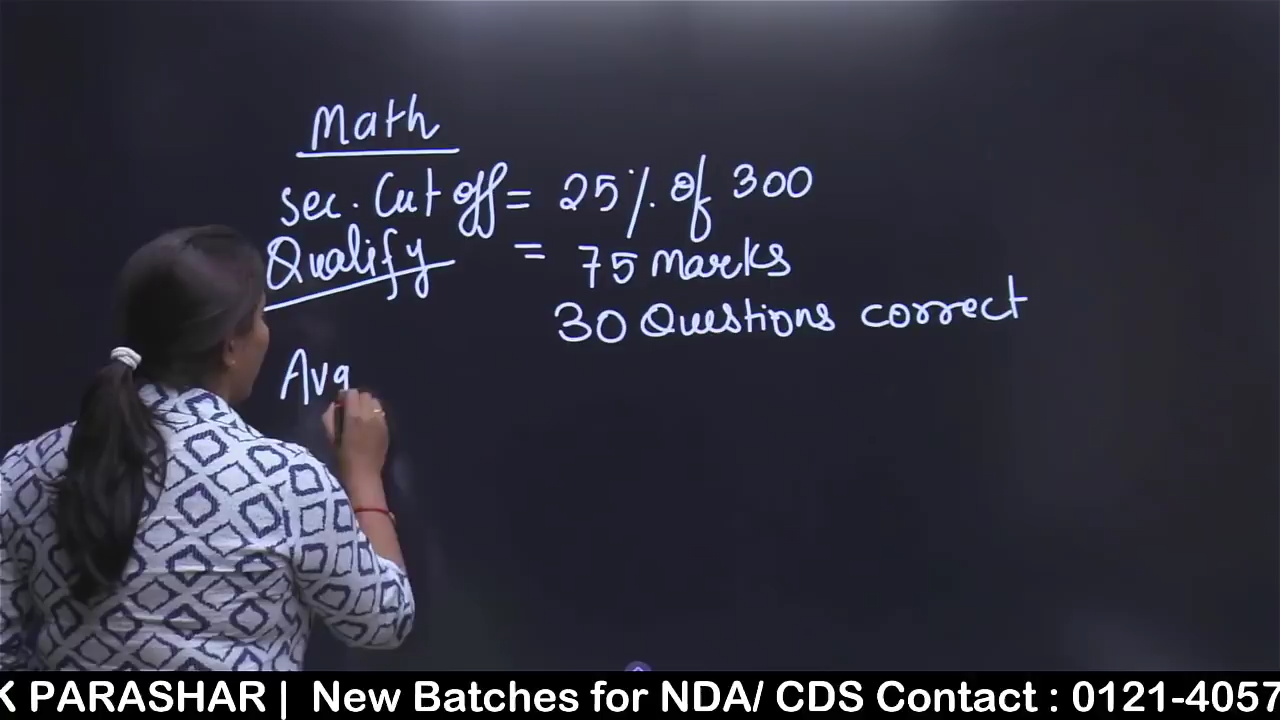 Math
Sec. Cut off = 25% of 300
Qualify = 75 Marks
30 Questions correct
Avg
K PARASHAR | New Batches for NDA/ CDS Contact : 0121-4057